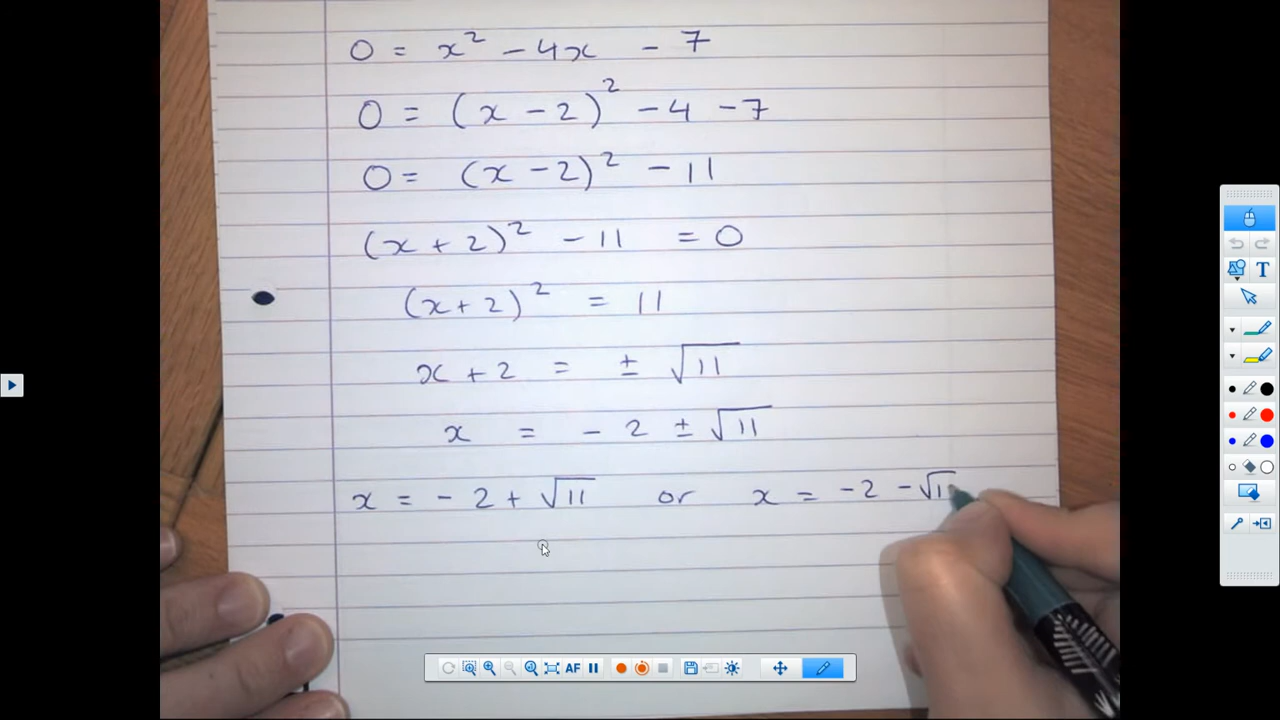 0 = x² - 4x - 7
0 = (x - 2)² - 4 - 7
0 = (x - 2)² - 11
(x + 2)² - 11 = 0
(x + 2)² = 11
x + 2 = ± √11
x = - 2 ± √11
x = - 2 + √11 or x = -2 - √11
T
AF